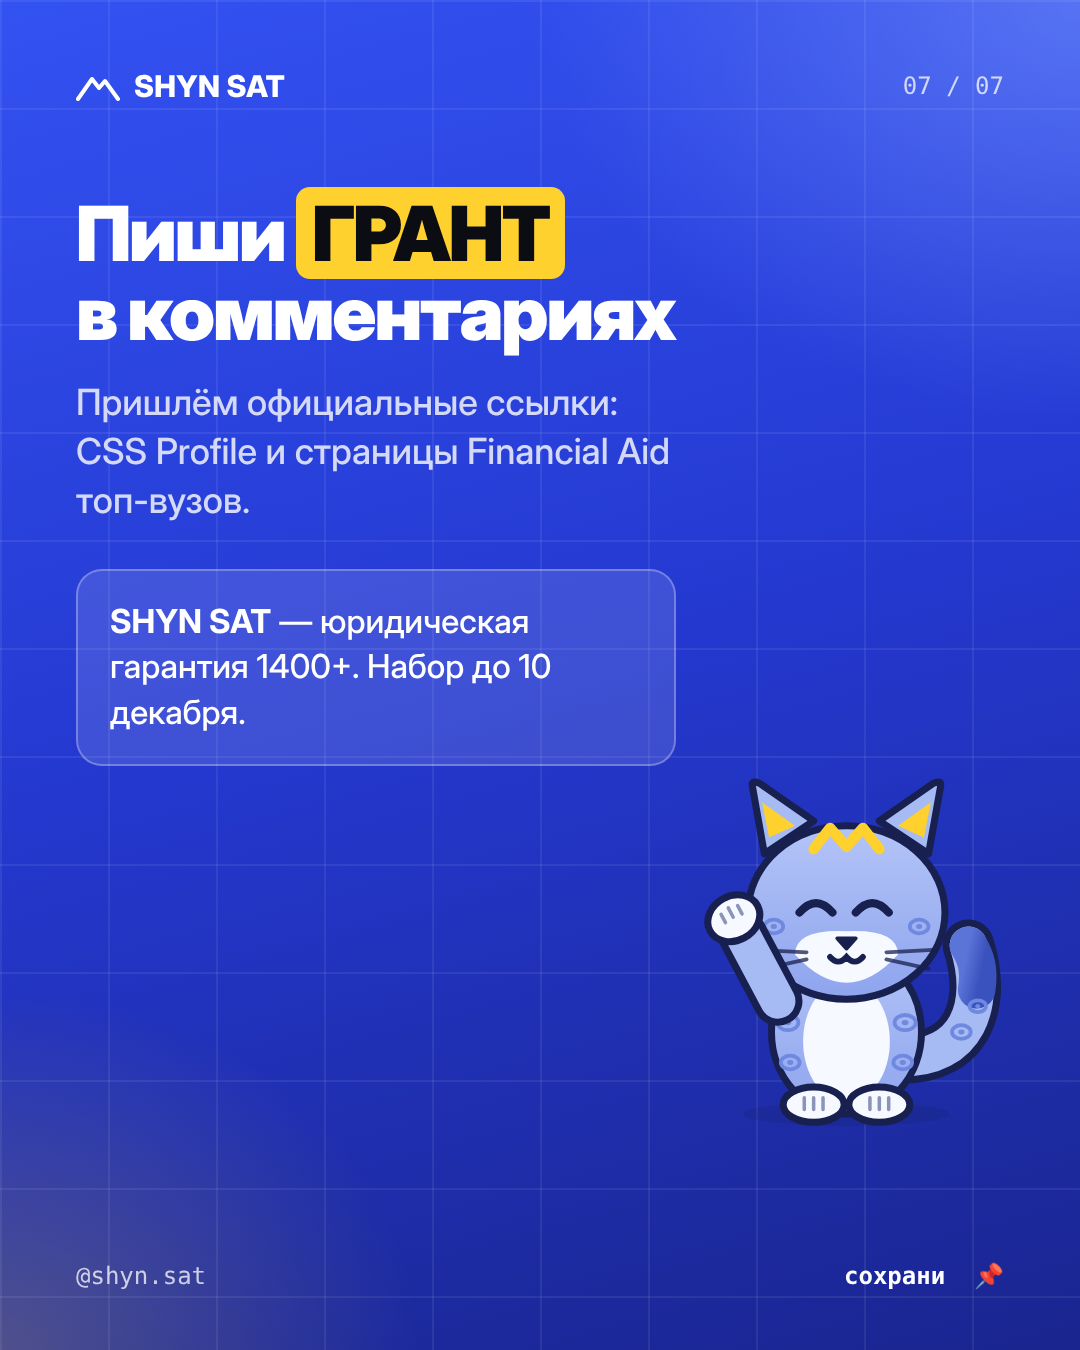 SHYN SAT
07 / 07
Пиши ГРАНТ
в комментариях
Пришлём официальные ссылки:
CSS Profile и страницы Financial Aid
топ-вузов.
SHYN SAT — юридическая
гарантия 1400+. Набор до 10
декабря.
@shyn.sat
сохрани 📌